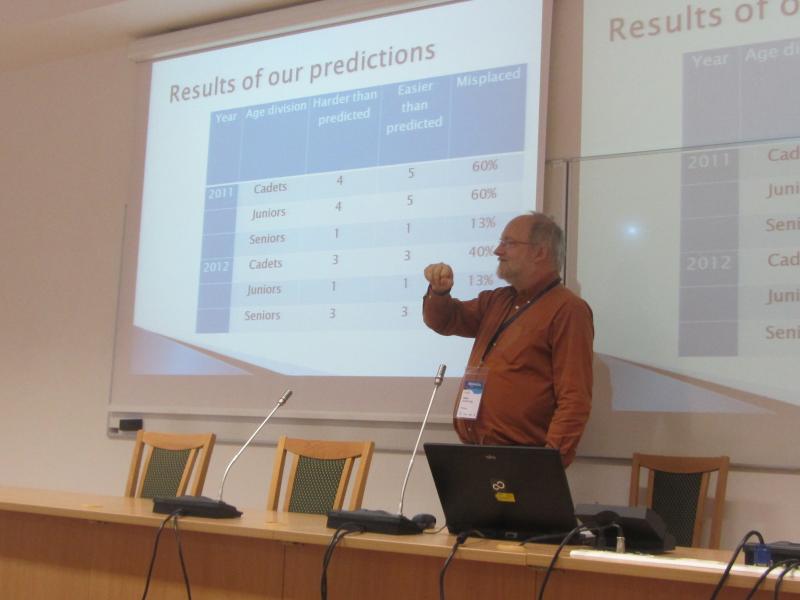 Results of our predictions
Year Age division Harder than predicted Easier than predicted Misplaced
2011 Cadets 4 5 60%
Juniors 4 5 60%
Seniors 1 1 13%
2012 Cadets 3 3 40%
Juniors 1 1 13%
Seniors 3 3
Results of o
Year Age di
2011 Cad
Juni
Seni
2012 Cad
Juni
Seni